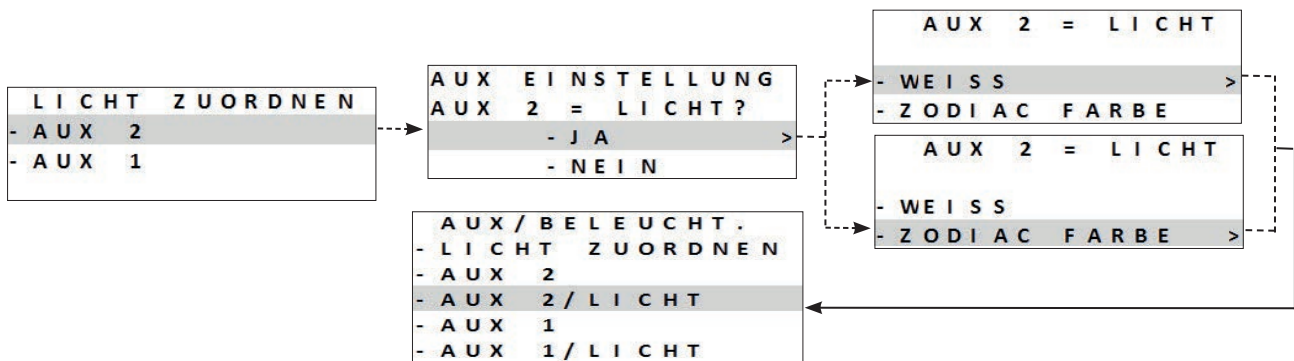 LICHT ZUORDNEN
- AUX 2
- AUX 1
AUX EINSTELLUNG
AUX 2 = LICHT?
- JA >
- NEIN
AUX 2 = LICHT
- WEISS >
- ZODIAC FARBE
AUX 2 = LICHT
- WEISS
- ZODIAC FARBE >
AUX/BELEUCHT.
- LICHT ZUORDNEN
- AUX 2
- AUX 2/LICHT
- AUX 1
- AUX 1/LICHT